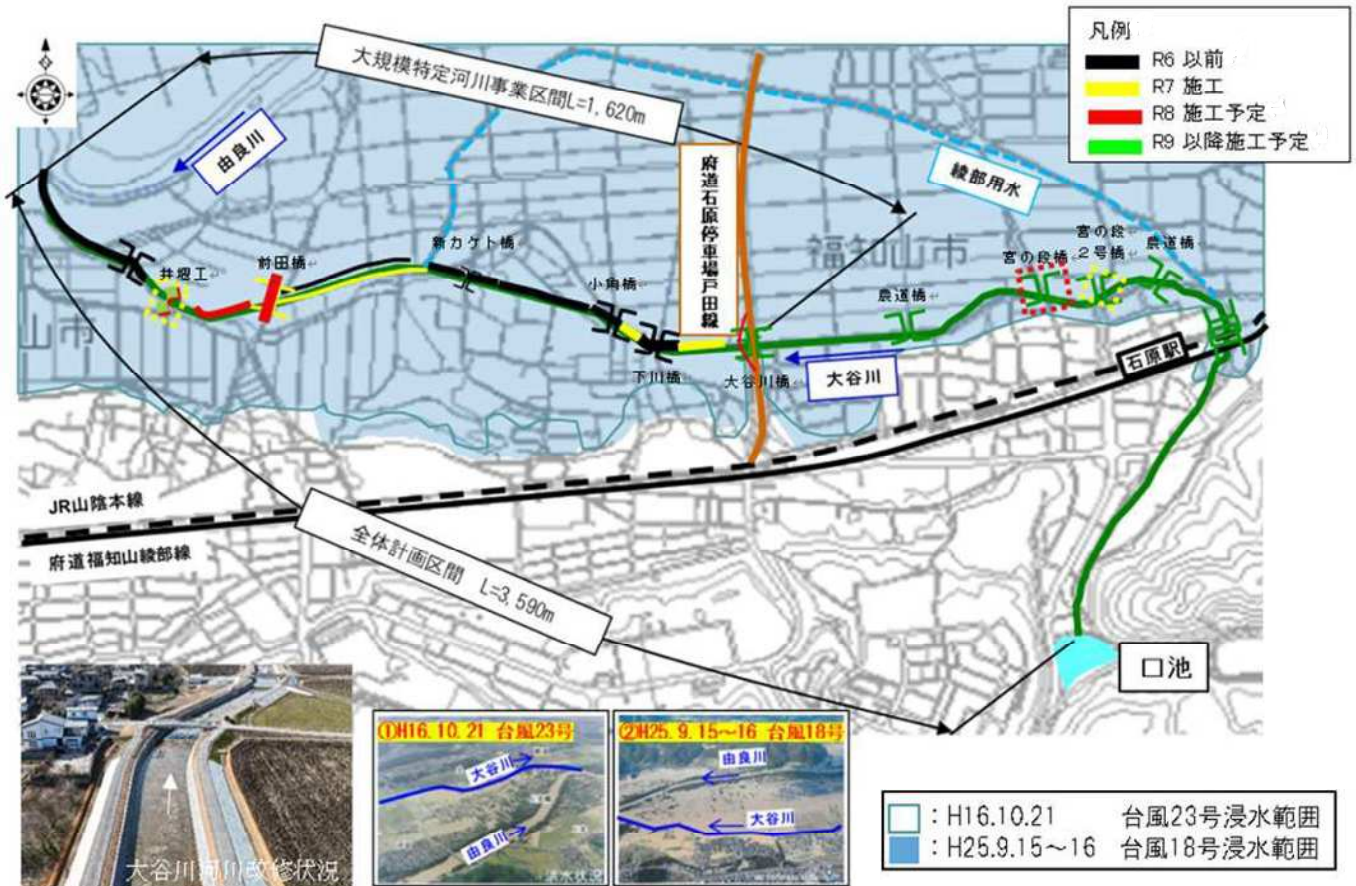 凡例
R6 以前
R7 施工
R8 施工予定
R9 以降施工予定
大規模特定河川事業区間L=1,620m
由良川
府道石原停車場戸田線
綾部用水
福知山市
新カケト橋
井堰工
前田橋
小角橋
下川橋
大谷川橋
大谷川
農道橋
宮の段橋
宮の段
2号橋
農道橋
石原駅
山市
JR山陰本線
府道福知山綾部線
全体計画区間 L=3,590m
口池
大谷川河川改修状況
①H16.10.21 台風23号
大谷川
由良川
②H25.9.15~16 台風18号
由良川
大谷川
:H16.10.21 台風23号浸水範囲
:H25.9.15~16 台風18号浸水範囲